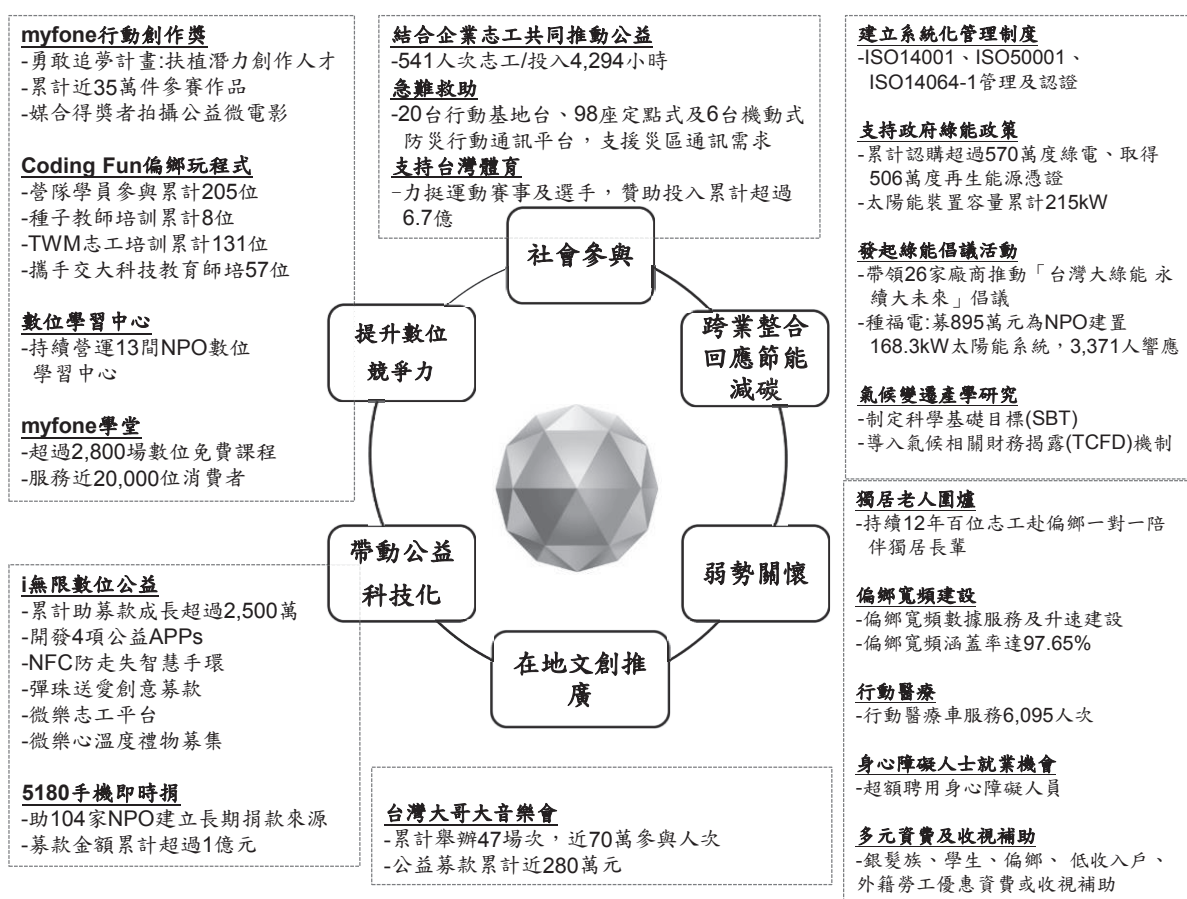 myfone行動創作獎
-勇敢追夢計畫:扶植潛力創作人才
-累計近35萬件參賽作品
-媒合得獎者拍攝公益微電影
Coding Fun偏鄉玩程式
-營隊學員參與累計205位
-種子教師培訓累計8位
-TWM志工培訓累計131位
-攜手交大科技教育師培57位
數位學習中心
-持續營運13間NPO數位
學習中心
myfone學堂
-超過2,800場數位免費課程
-服務近20,000位消費者
結合企業志工共同推動公益
-541人次志工/投入4,294小時
急難救助
-20台行動基地台、98座定點式及6台機動式
防災行動通訊平台，支援災區通訊需求
支持台灣體育
-力挺運動賽事及選手，贊助投入累計超過
6.7億
建立系統化管理制度
-ISO14001、ISO50001、
ISO14064-1管理及認證
支持政府綠能政策
-累計認購超過570萬度綠電、取得
506萬度再生能源憑證
-太陽能裝置容量累計215kW
發起綠能倡議活動
-帶領26家廠商推動「台灣大綠能 永
續大未來」倡議
-種福電:募895萬元為NPO建置
168.3kW太陽能系統，3,371人響應
氣候變遷產學研究
-制定科學基礎目標(SBT)
-導入氣候相關財務揭露(TCFD)機制
社會參與
提升數位
競爭力
跨業整合
回應節能
減碳
帶動公益
科技化
弱勢關懷
在地文創推
廣
i無限數位公益
-累計助募款成長超過2,500萬
-開發4項公益APPs
-NFC防走失智慧手環
-彈珠送愛創意募款
-微樂志工平台
-微樂心溫度禮物募集
5180手機即時捐
-助104家NPO建立長期捐款來源
-募款金額累計超過1億元
台灣大哥大音樂會
-累計舉辦47場次，近70萬參與人次
-公益募款累計近280萬元
獨居老人圍爐
-持續12年百位志工赴偏鄉一對一陪
伴獨居長輩
偏鄉寬頻建設
-偏鄉寬頻數據服務及升速建設
-偏鄉寬頻涵蓋率達97.65%
行動醫療
-行動醫療車服務6,095人次
身心障礙人士就業機會
-超額聘用身心障礙人員
多元資費及收視補助
-銀髮族、學生、偏鄉、 低收入戶、
外籍勞工優惠資費或收視補助